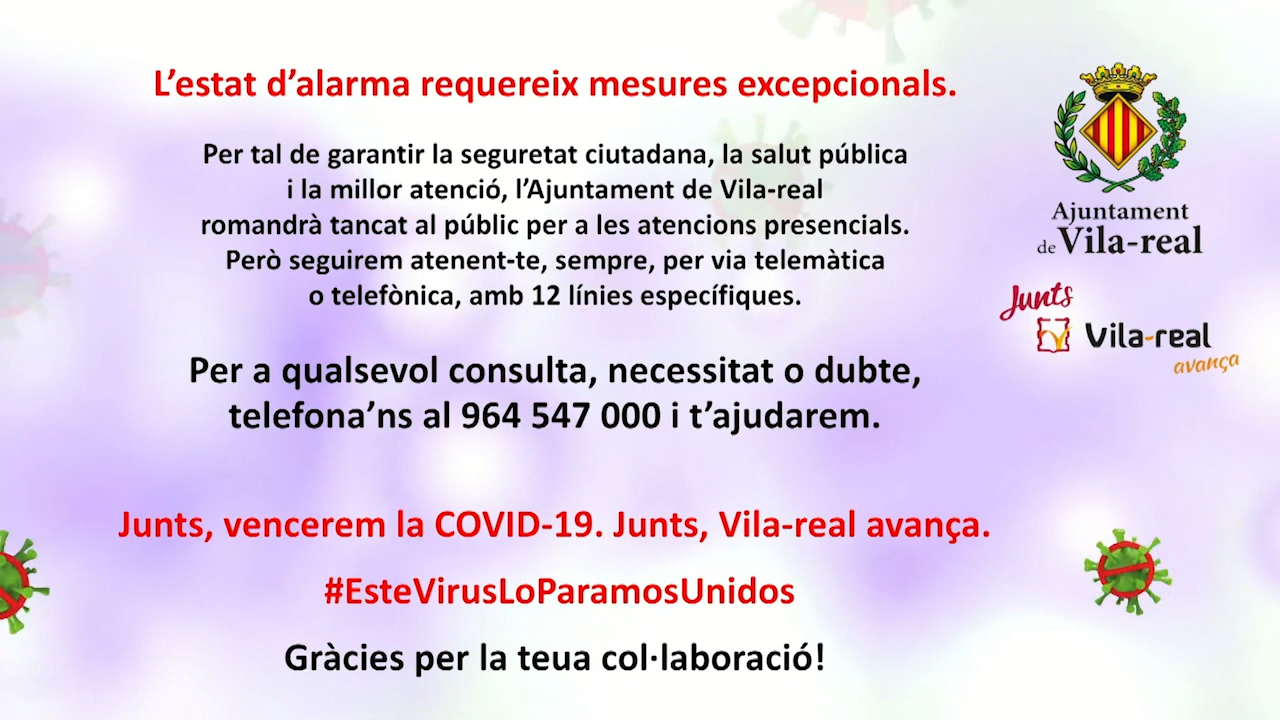 L'estat d'alarma requereix mesures excepcionals.
Per tal de garantir la seguretat ciutadana, la salut pública
i la millor atenció, l'Ajuntament de Vila-real
romandrà tancat al públic per a les atencions presencials.
Però seguirem atenent-te, sempre, per via telemàtica
o telefònica, amb 12 línies específiques.
Per a qualsevol consulta, necessitat o dubte,
telefona'ns al 964 547 000 i t'ajudarem.
Junts, vencerem la COVID-19. Junts, Vila-real avança.
#EsteVirusLoParamosUnidos
Gràcies per la teua col·laboració!
Ajuntament
de Vila-real
Junts
Vila-real
avança